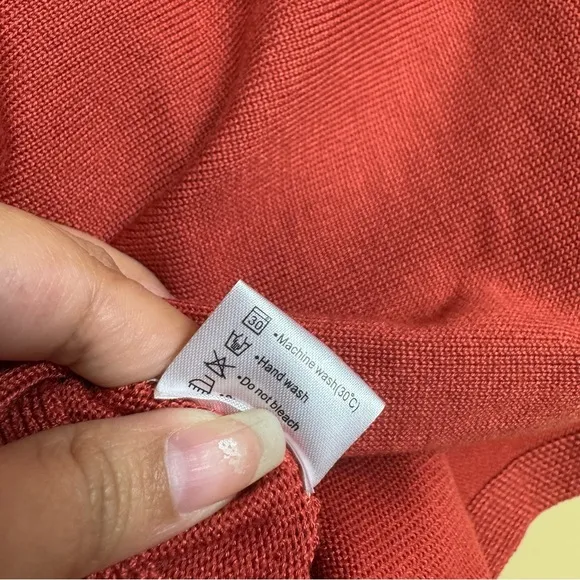 30 •Machine wash(30℃)
•Hand wash
•Do not bleach